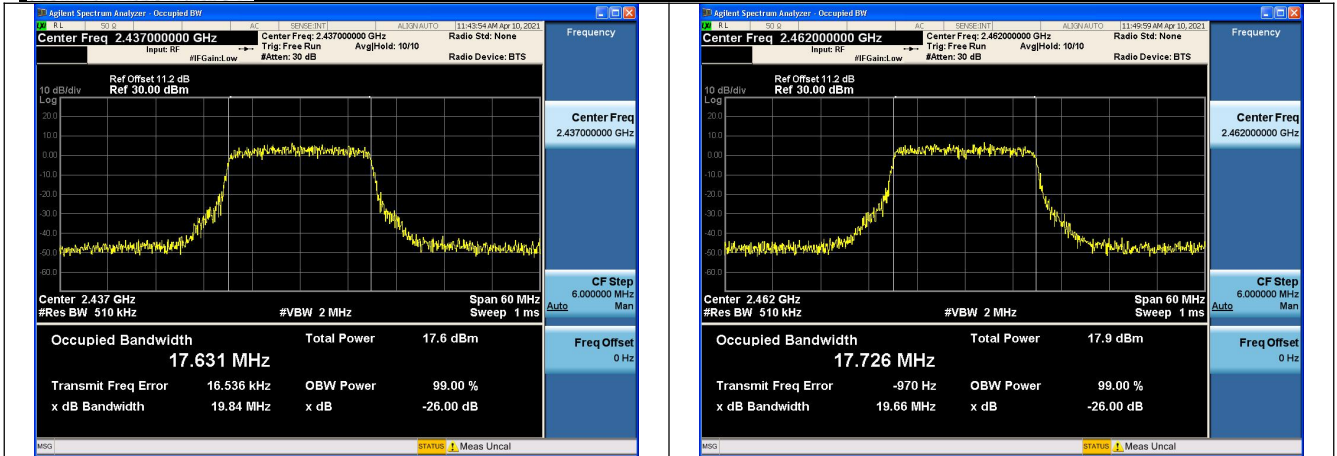 Agilent Spectrum Analyzer - Occupied BW
RL 50 Ω AC SENSE:INT ALIGN AUTO 11:43:54 AM Apr 10, 2021
Center Freq 2.437000000 GHz
Center Freq: 2.437000000 GHz Radio Std: None
Input: RF Trig: Free Run Avg|Hold: 10/10
#IFGain:Low #Atten: 30 dB Radio Device: BTS
Frequency
Ref Offset 11.2 dB
10 dB/div Ref 30.00 dBm
Log
20.0
10.0
0.00
-10.0
-20.0
-30.0
-40.0
-50.0
-60.0
Center Freq
2.437000000 GHz
Center 2.437 GHz Span 60 MHz
#Res BW 510 kHz #VBW 2 MHz Sweep 1 ms
CF Step
6.000000 MHz
Auto Man
Occupied Bandwidth Total Power 17.6 dBm
17.631 MHz
Freq Offset
0 Hz
Transmit Freq Error 16.536 kHz OBW Power 99.00 %
x dB Bandwidth 19.84 MHz x dB -26.00 dB
MSG STATUS Meas Uncal
Agilent Spectrum Analyzer - Occupied BW
RL 50 Ω AC SENSE:INT ALIGN AUTO 11:49:59 AM Apr 10, 2021
Center Freq 2.462000000 GHz
Center Freq: 2.462000000 GHz Radio Std: None
Input: RF Trig: Free Run Avg|Hold: 10/10
#IFGain:Low #Atten: 30 dB Radio Device: BTS
Frequency
Ref Offset 11.2 dB
10 dB/div Ref 30.00 dBm
Log
20.0
10.0
0.00
-10.0
-20.0
-30.0
-40.0
-50.0
-60.0
Center Freq
2.462000000 GHz
Center 2.462 GHz Span 60 MHz
#Res BW 510 kHz #VBW 2 MHz Sweep 1 ms
CF Step
6.000000 MHz
Auto Man
Occupied Bandwidth Total Power 17.9 dBm
17.726 MHz
Freq Offset
0 Hz
Transmit Freq Error -970 Hz OBW Power 99.00 %
x dB Bandwidth 19.66 MHz x dB -26.00 dB
MSG STATUS Meas Uncal